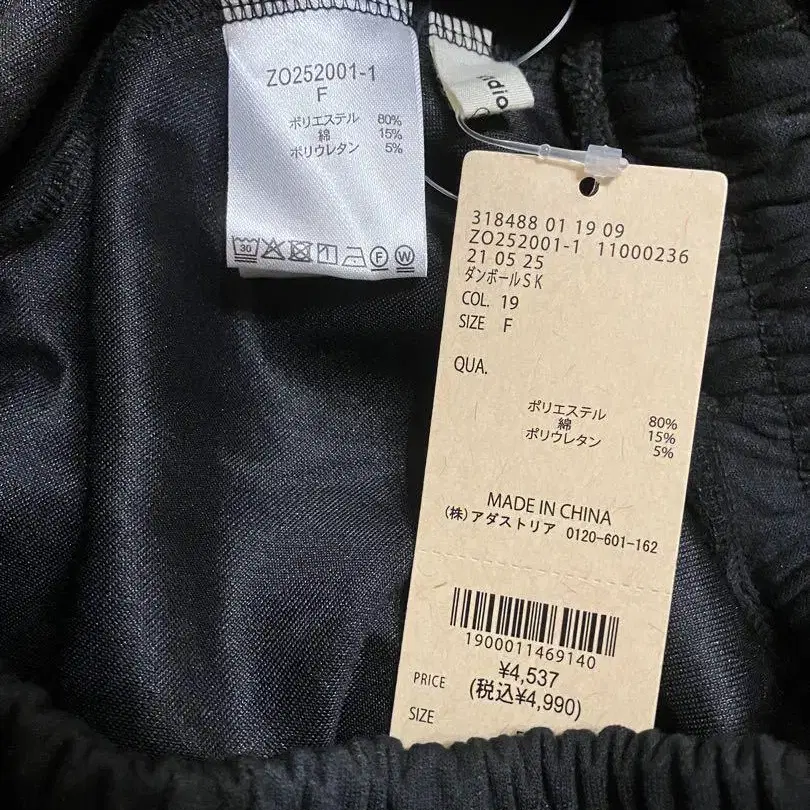 ZO252001-1
F
ポリエステル 80%
綿 15%
ポリウレタン 5%
30
F
W
318488 01 19 09
ZO252001-1 11000236
21 05 25
ダンボールSK
COL. 19
SIZE F
QUA.
ポリエステル 80%
綿 15%
ポリウレタン 5%
MADE IN CHINA
(株)アダストリア 0120-601-162
1900011469140
PRICE ¥4,537
(税込¥4,990)
SIZE